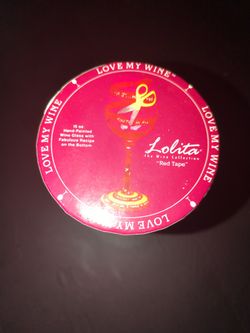 LOVE MY WINE™
LOVE MY WINE
LOVE MY WINE
LOVE MY WINE
15 oz
Hand-Painted
Wine Glass with
Fabulous Recipe
on the Bottom
Lolita
The Wine Collection
"Red Tape"